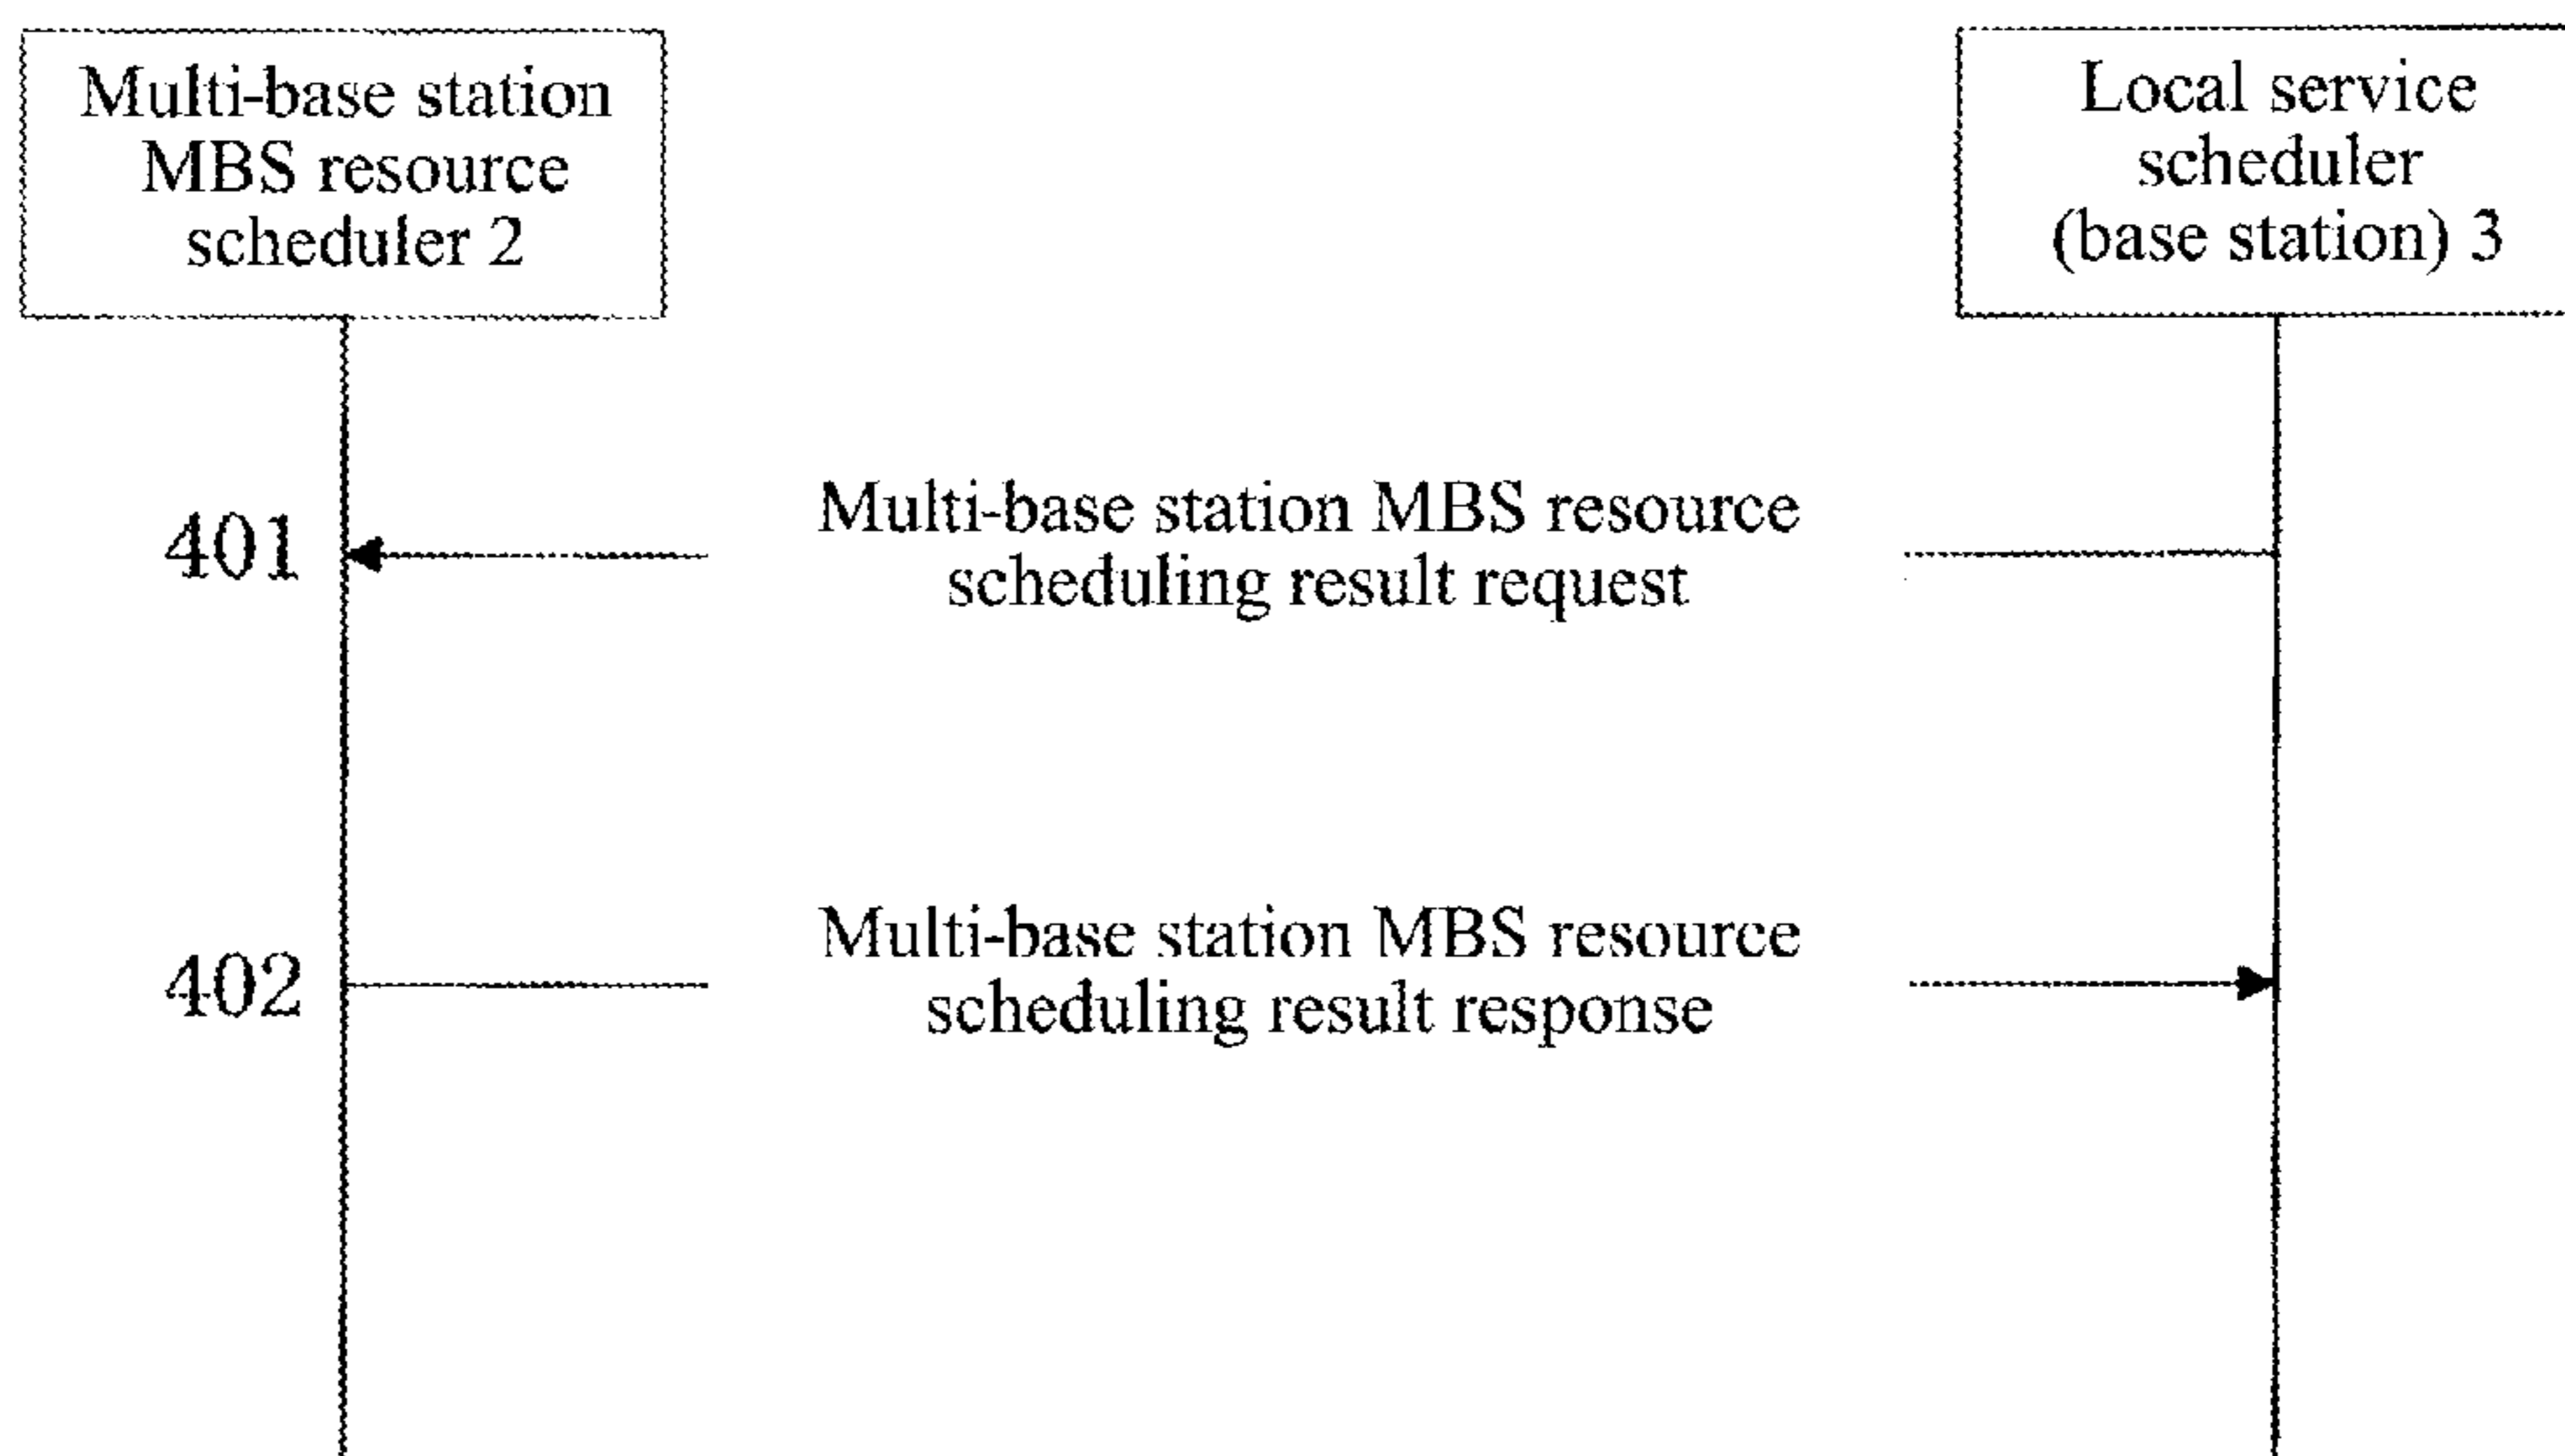 Multi-base station
MBS resource
scheduler 2
Local service
scheduler
(base station) 3
401
Multi-base station MBS resource
scheduling result request
402
Multi-base station MBS resource
scheduling result response